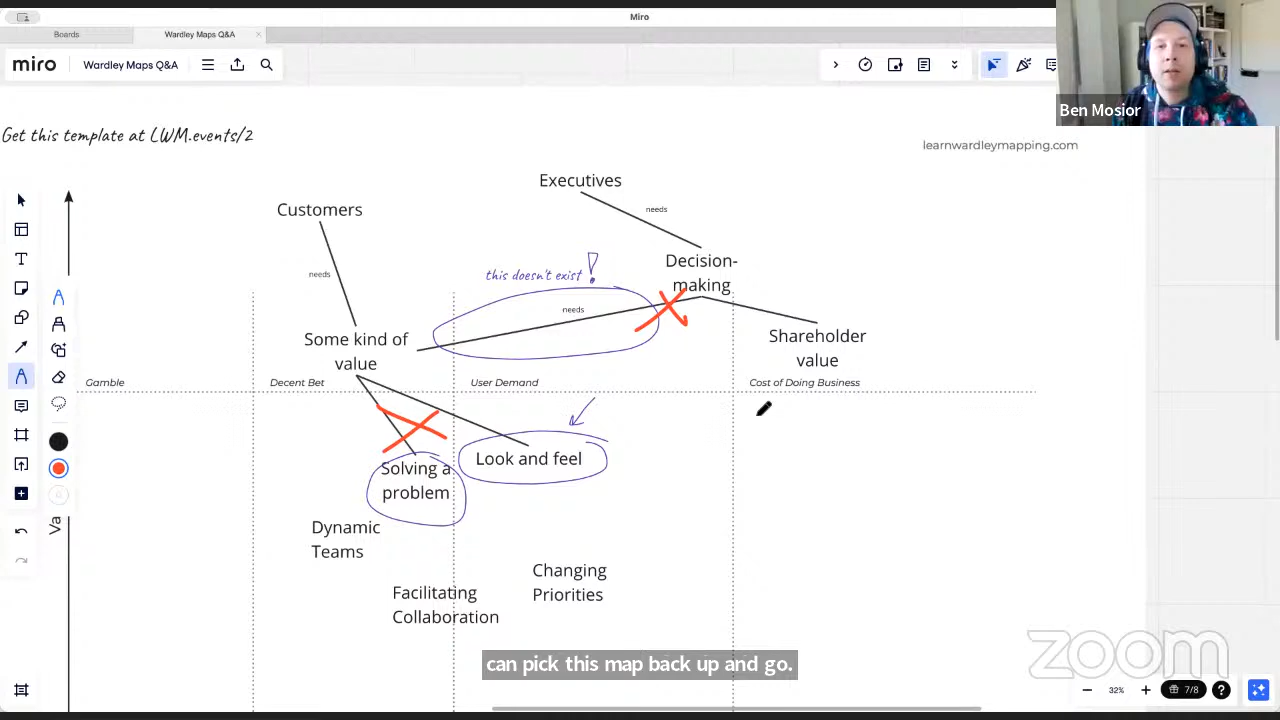 Miro
Boards
Wardley Maps Q&A
miro
Wardley Maps Q&A
Ben Mosior
Get this template at LWM.events/2
learnwardleymapping.com
Executives
Customers
needs
needs
Decision-
making
this doesn't exist!
needs
Some kind of
value
Shareholder
value
Gamble
Decent Bet
User Demand
Cost of Doing Business
Solving a
problem
Look and feel
Dynamic
Teams
Va
Facilitating
Collaboration
Changing
Priorities
can pick this map back up and go.
zoom
32%
7/8